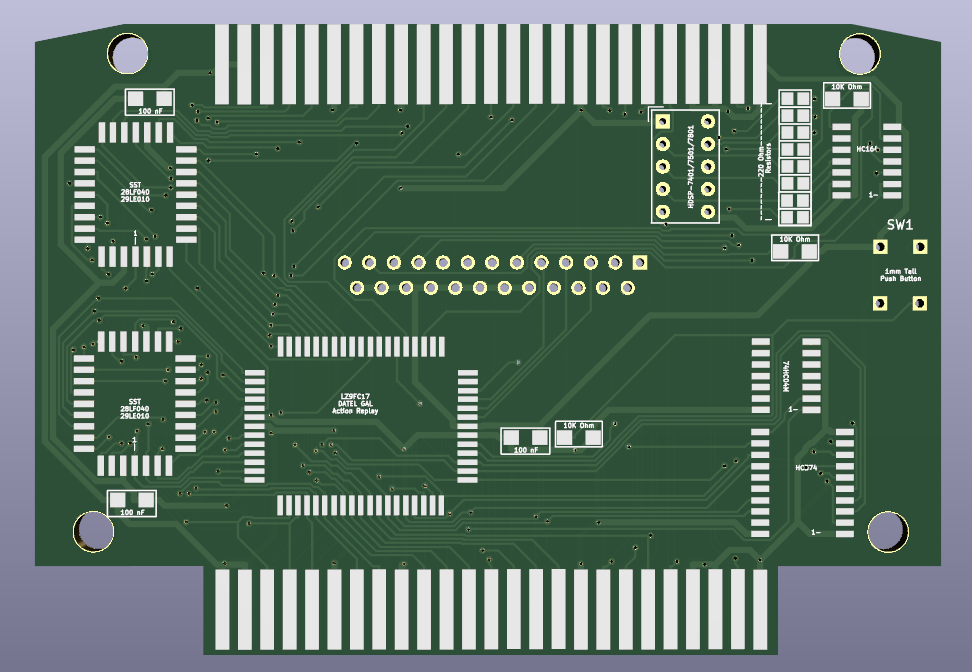 100 nF
10K Ohm
HDSP-7401/7501/7801
220 Ohm
Resistors
HC164
1-
SST
28LF040
29LE010
1
SW1
10K Ohm
1mm Tall
Push Button
74HC04M
1-
LZ9FC17
DATEL GAL
Action Replay
SST
28LF040
29LE010
1
100 nF
10K Ohm
1-
100 nF